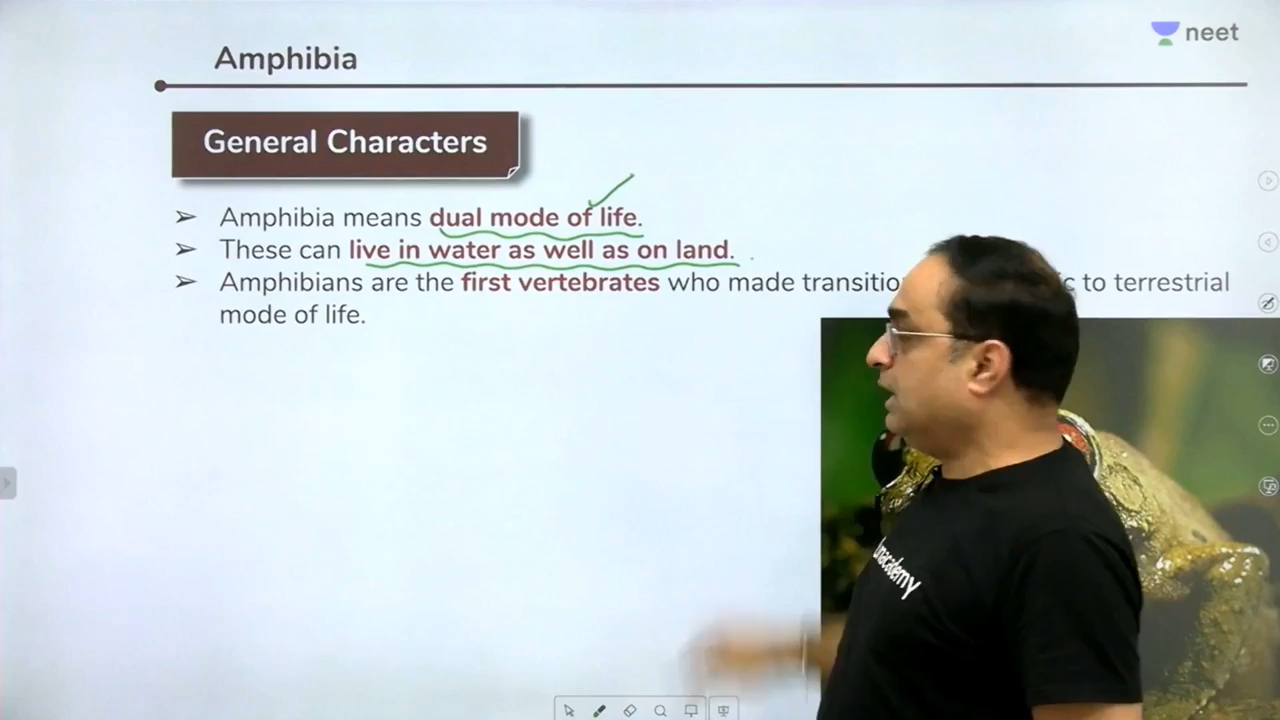 neet
Amphibia
General Characters
➢ Amphibia means dual mode of life.
➢ These can live in water as well as on land.
➢ Amphibians are the first vertebrates who made to terrestrial
mode of life.
unacademy